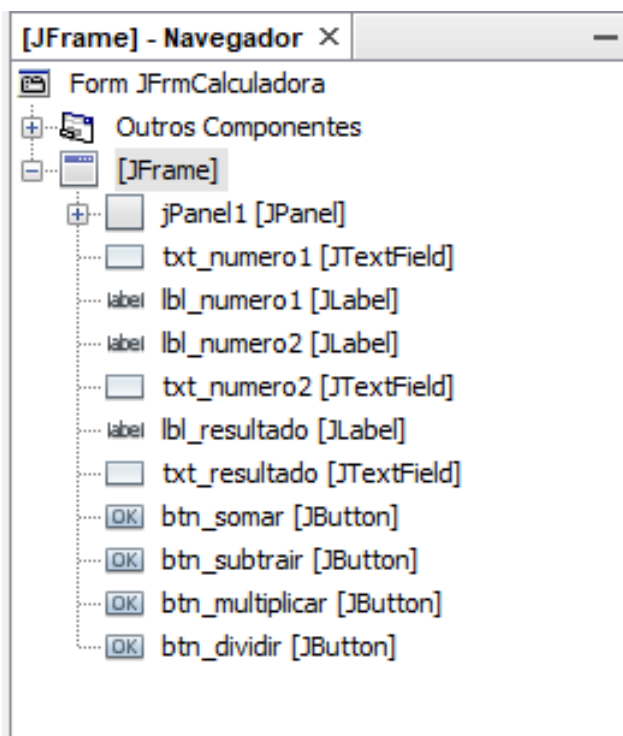 [JFrame] - Navegador ×
Form JFrmCalculadora
Outros Componentes
[JFrame]
jPanel1 [JPanel]
txt_numero1 [JTextField]
label lbl_numero1 [JLabel]
label lbl_numero2 [JLabel]
txt_numero2 [JTextField]
label lbl_resultado [JLabel]
txt_resultado [JTextField]
OK btn_somar [JButton]
OK btn_subtrair [JButton]
OK btn_multiplicar [JButton]
OK btn_dividir [JButton]